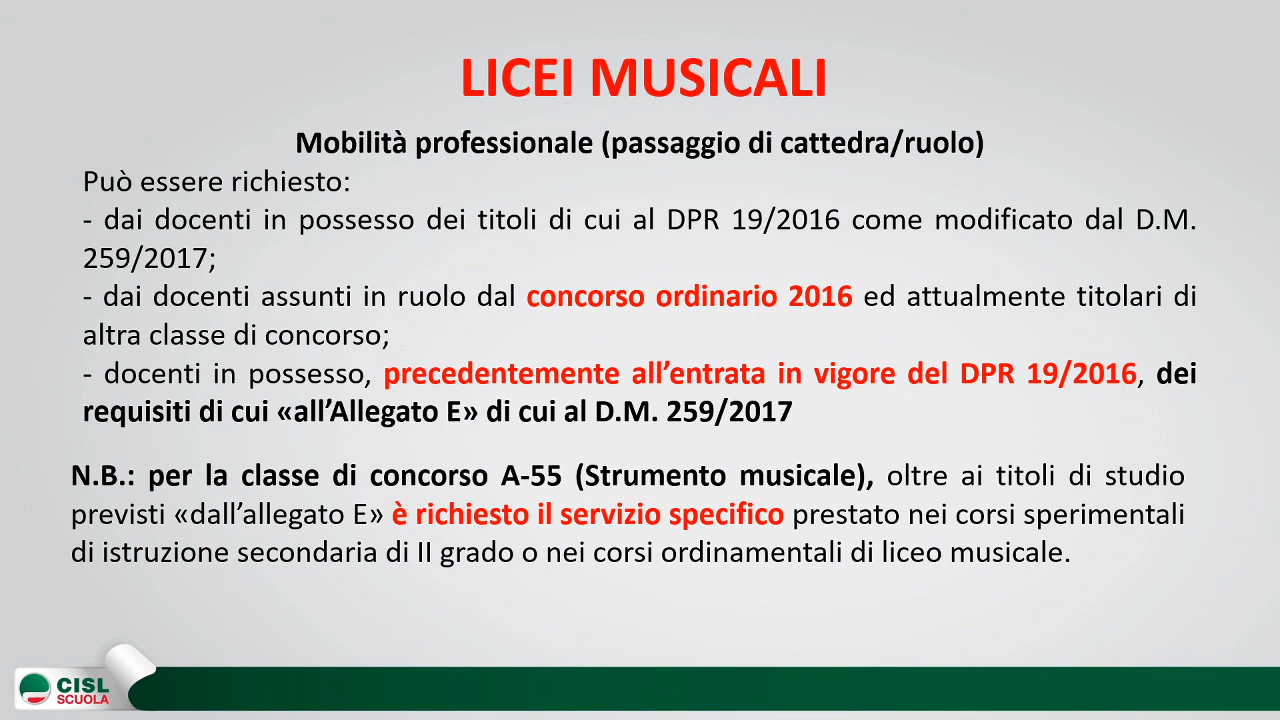 LICEI MUSICALI
Mobilità professionale (passaggio di cattedra/ruolo)
Può essere richiesto:
- dai docenti in possesso dei titoli di cui al DPR 19/2016 come modificato dal D.M.
259/2017;
- dai docenti assunti in ruolo dal concorso ordinario 2016 ed attualmente titolari di
altra classe di concorso;
- docenti in possesso, precedentemente all’entrata in vigore del DPR 19/2016, dei
requisiti di cui «all’Allegato E» di cui al D.M. 259/2017
N.B.: per la classe di concorso A-55 (Strumento musicale), oltre ai titoli di studio
previsti «dall’allegato E» è richiesto il servizio specifico prestato nei corsi sperimentali
di istruzione secondaria di II grado o nei corsi ordinamentali di liceo musicale.
CISL
SCUOLA